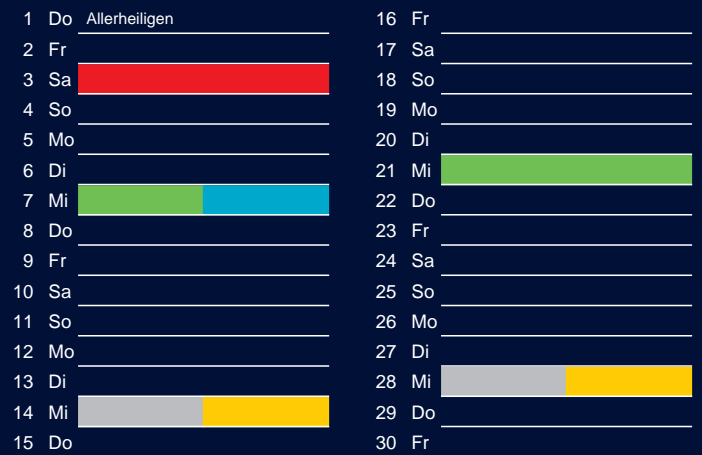 1 Do Allerheiligen
2 Fr
3 Sa
4 So
5 Mo
6 Di
7 Mi
8 Do
9 Fr
10 Sa
11 So
12 Mo
13 Di
14 Mi
15 Do
16 Fr
17 Sa
18 So
19 Mo
20 Di
21 Mi
22 Do
23 Fr
24 Sa
25 So
26 Mo
27 Di
28 Mi
29 Do
30 Fr